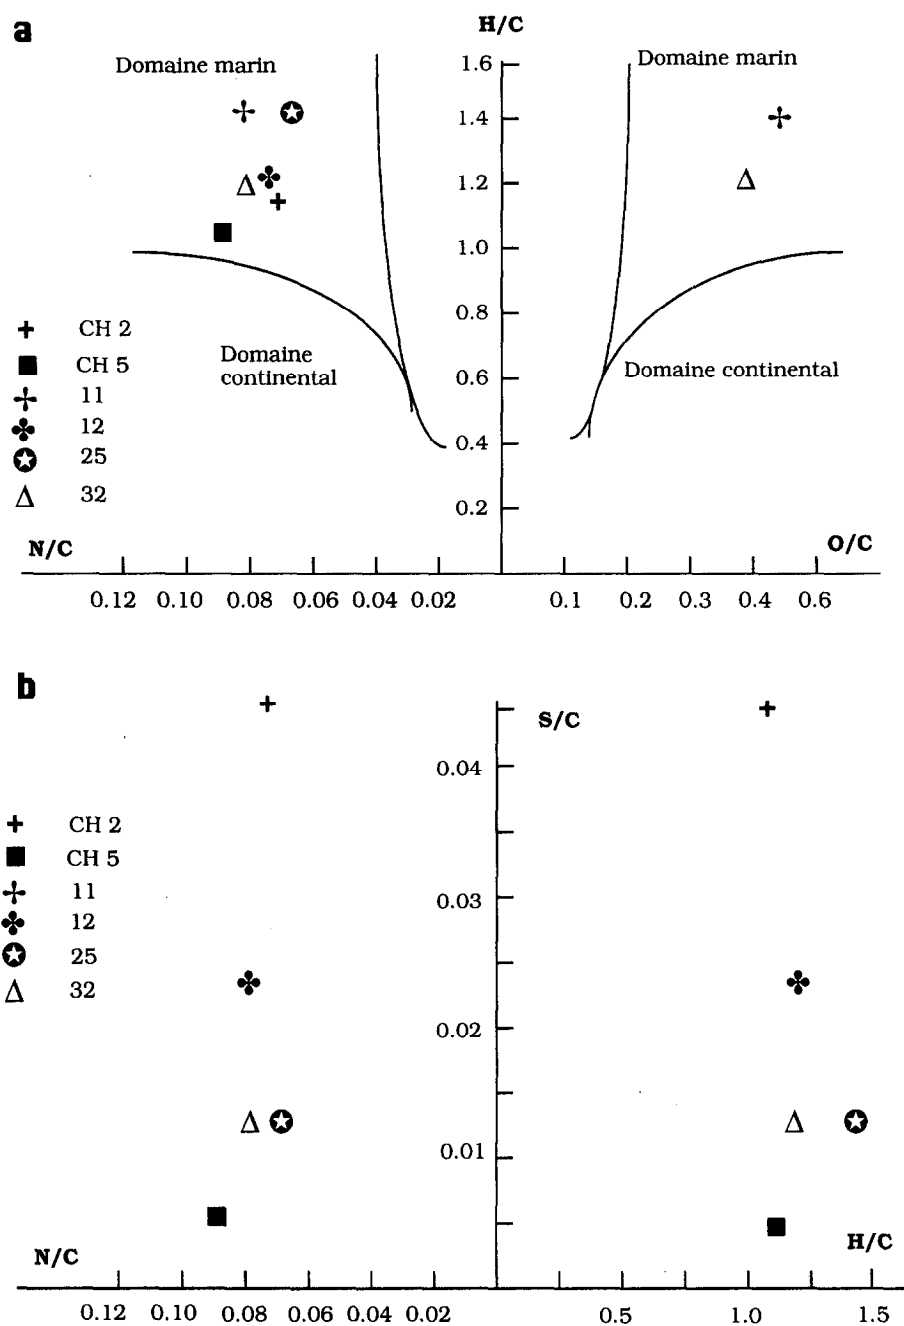 a
H/C
Domaine marin
1.6
Domaine marin
1.4
1.2
1.0
0.8
CH 2
CH 5
Domaine
continental
Domaine continental
0.6
11
12
0.4
25
32
0.2
N/C
O/C
0.12 0.10 0.08 0.06 0.04 0.02
0.1 0.2 0.3 0.4 0.6
b
S/C
0.04
CH 2
CH 5
11
0.03
12
25
32
0.02
0.01
N/C
H/C
0.12 0.10 0.08 0.06 0.04 0.02
0.5 1.0 1.5